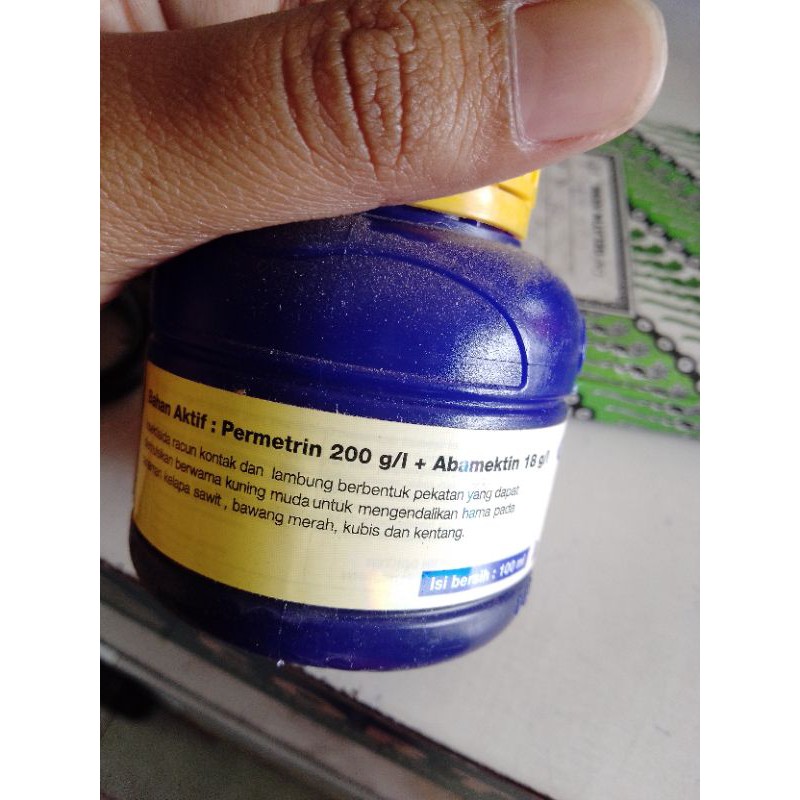 Bahan Aktif : Permetrin 200 g/l + Abamektin 18 g/l
racun kontak dan lambung berbentuk pekatan yang dapat
berwarna kuning muda untuk mengendalikan hama pada
kelapa sawit , bawang merah, kubis dan kentang.
Isi bersih : 100 ml